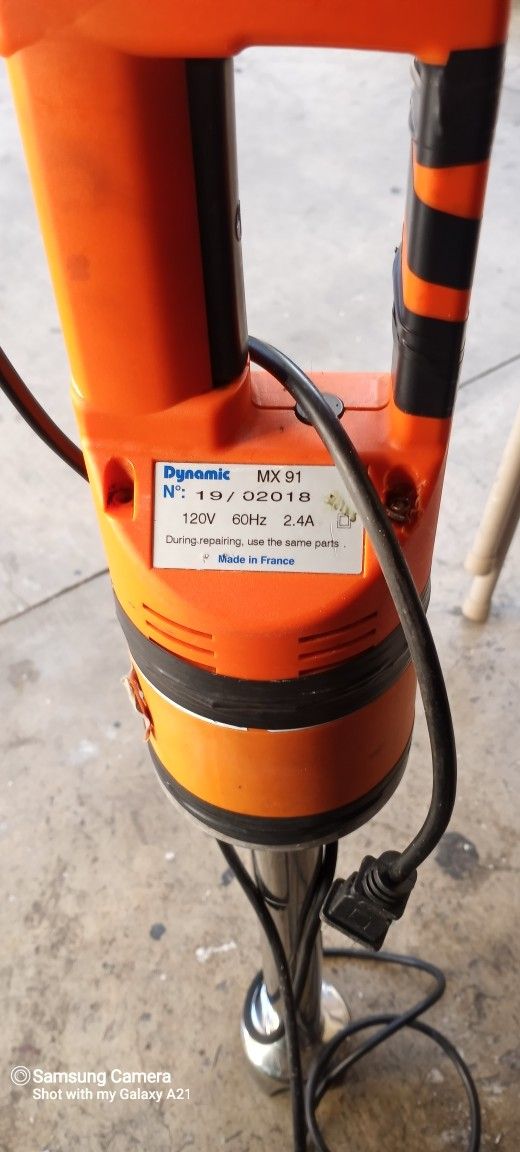 Dynamic MX 91
N°: 19/02018
120V 60Hz 2.4A
During.repairing, use the same parts .
Made in France
Samsung Camera
Shot with my Galaxy A21